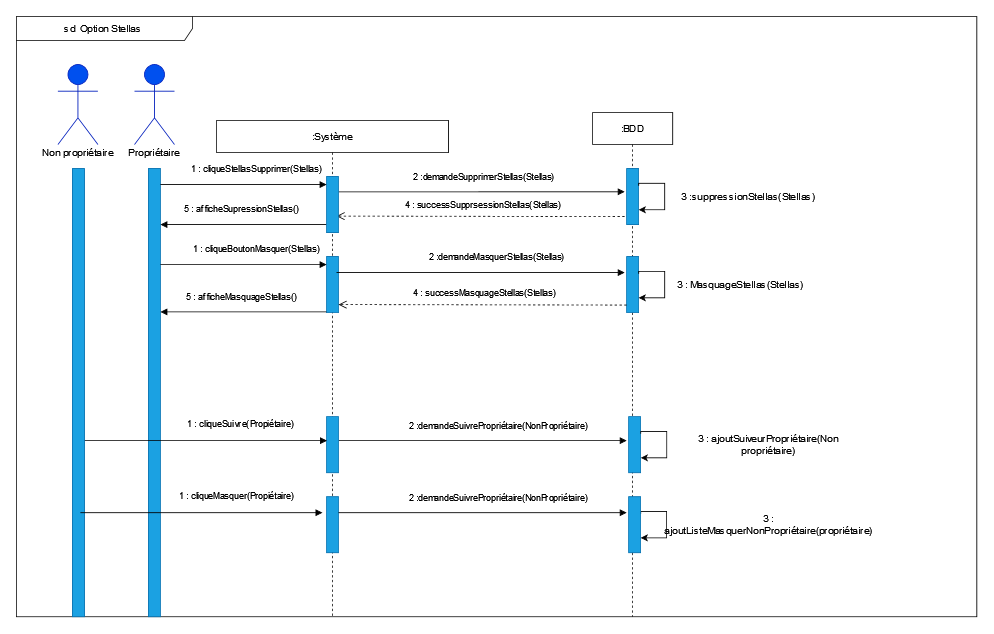 sd Option Stellas
Non propriétaire
Propriétaire
:Système
:BDD
1 : cliqueStellasSupprimer(Stellas)
2 :demandeSupprimerStellas(Stellas)
3 :suppressionStellas(Stellas)
4 : successSupprsessionStellas(Stellas)
5 : afficheSupressionStellas()
1 : cliqueBoutonMasquer(Stellas)
2 :demandeMasquerStellas(Stellas)
3 : MasquageStellas(Stellas)
4 : successMasquageStellas(Stellas)
5 : afficheMasquageStellas()
1 : cliqueSuivre(Propiétaire)
2 :demandeSuivrePropriétaire(NonPropriétaire)
3 : ajoutSuiveurPropriétaire(Non
propriétaire)
1 : cliqueMasquer(Propiétaire)
2 :demandeSuivrePropriétaire(NonPropriétaire)
3 :
ajoutListeMasquerNonPropriétaire(propriétaire)